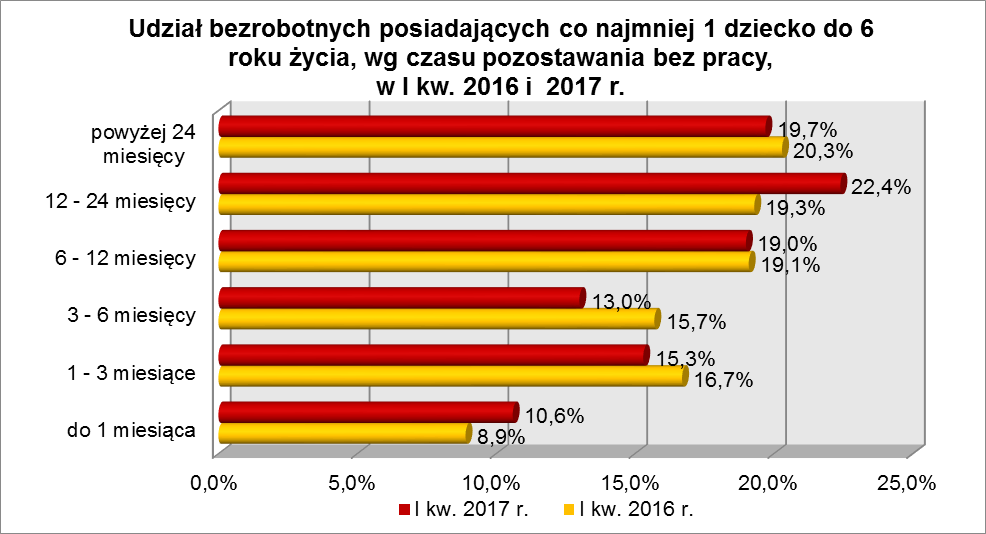 Udział bezrobotnych posiadających co najmniej 1 dziecko do 6
roku życia, wg czasu pozostawania bez pracy,
w I kw. 2016 i  2017 r.
powyżej 24
miesięcy
19,7%
20,3%
12 - 24 miesięcy
22,4%
19,3%
6 - 12 miesięcy
19,0%
19,1%
3 - 6 miesięcy
13,0%
15,7%
1 - 3 miesiące
15,3%
16,7%
do 1 miesiąca
10,6%
8,9%
0,0% 5,0% 10,0% 15,0% 20,0% 25,0%
I kw. 2017 r. I kw. 2016 r.